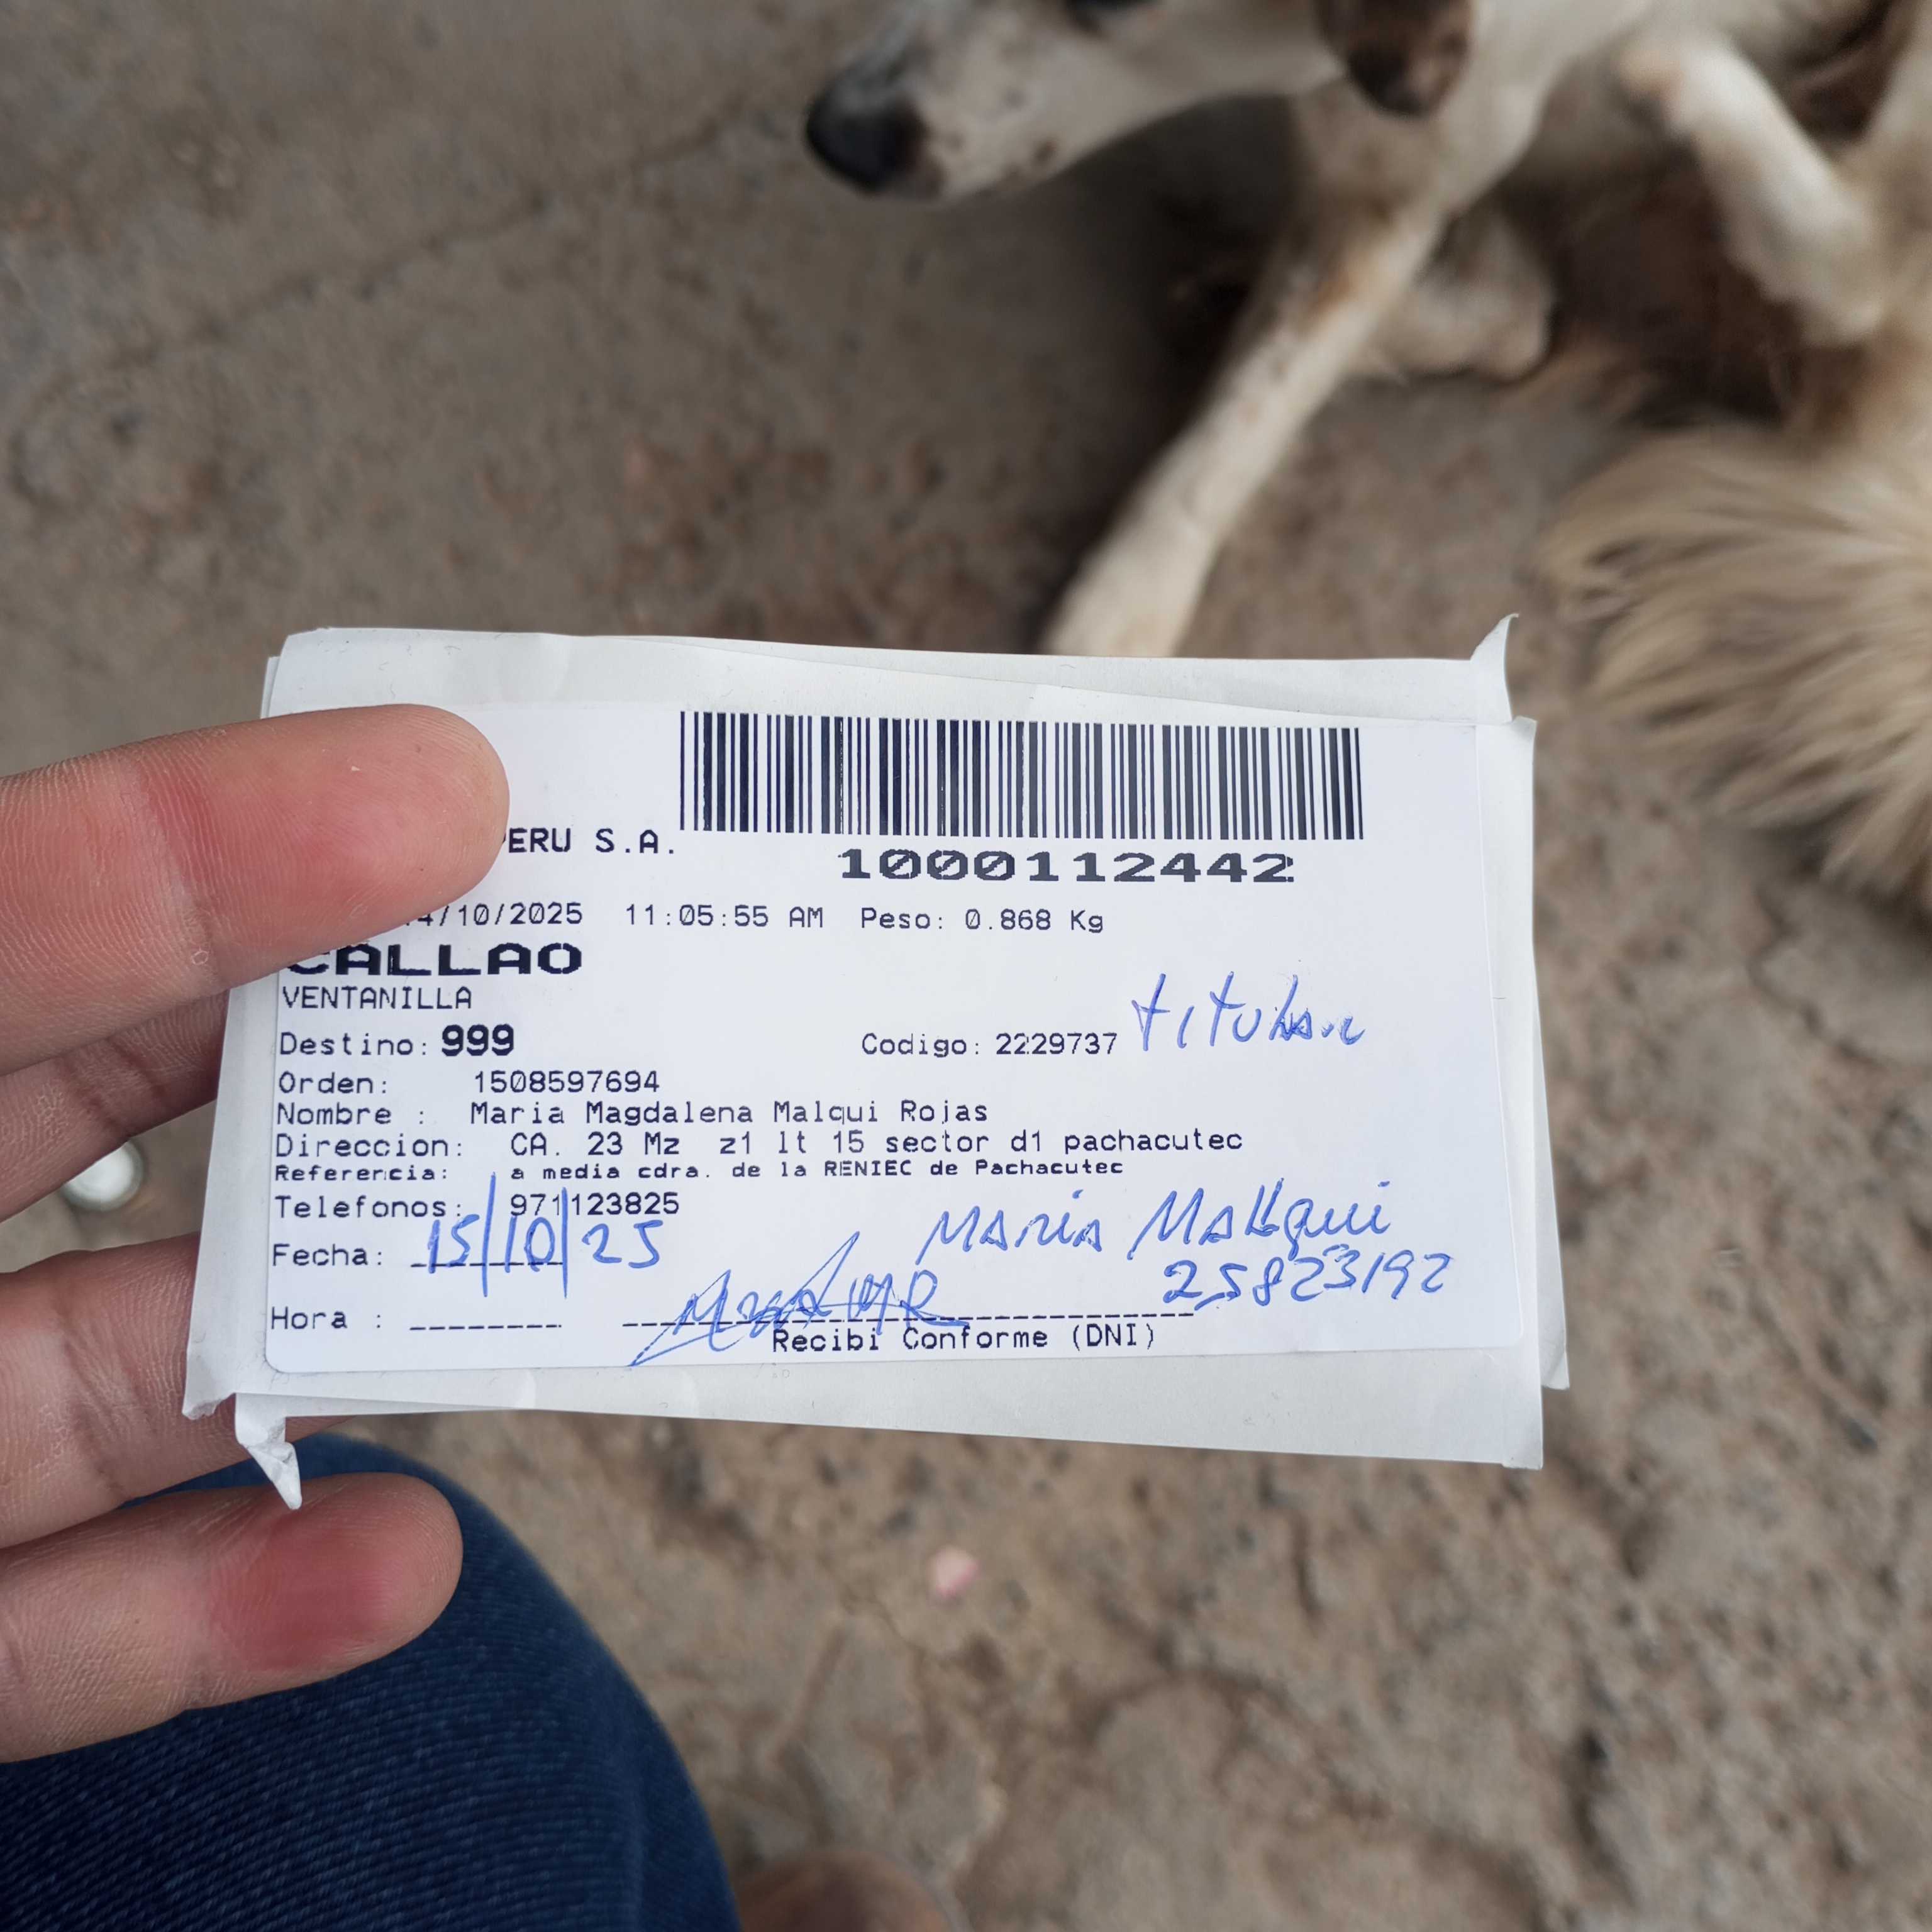 ERU S.A.
1000112442
4/10/2025 11:05:55 AM Peso: 0.868 Kg
CALLAO
VENTANILLA
Destino: 999 Codigo: 2229737 titular
Orden: 1508597694
Nombre : Maria Magdalena Malqui Rojas
Direccion: CA. 23 Mz z1 lt 15 sector d1 pachacutec
Referencia: a media cdra. de la RENIEC de Pachacutec
Telefonos: 971123825
Maria Mallqui
Fecha: 15/10/25
25823192
Hora :
Recibi Conforme (DNI)